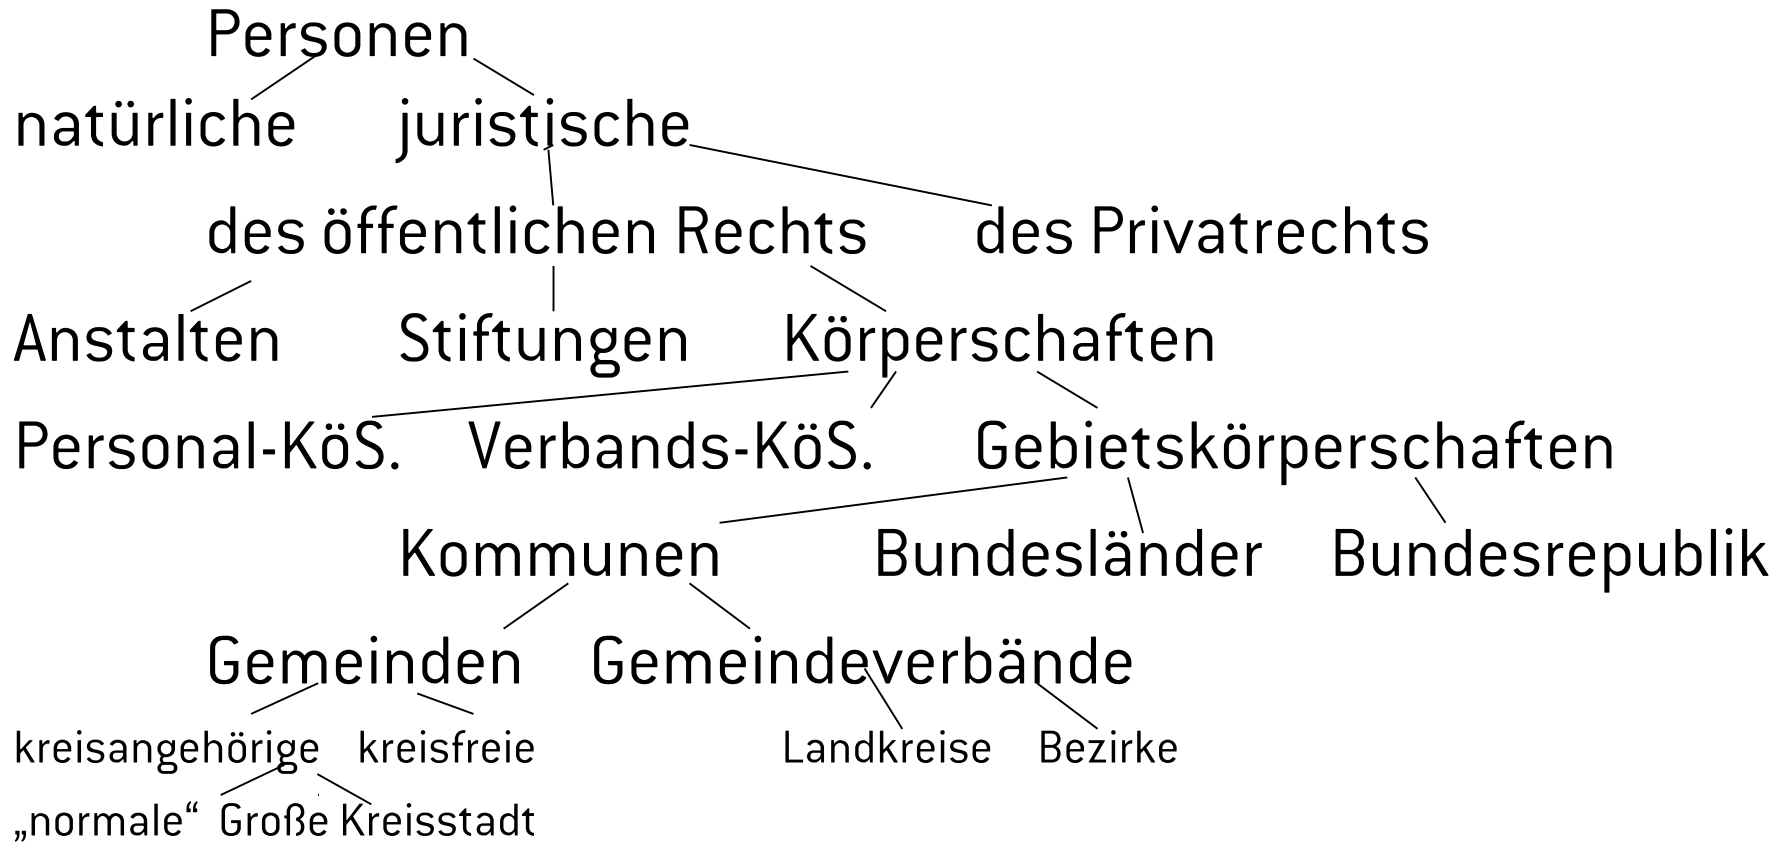 Personen
natürliche juristische
des öffentlichen Rechts des Privatrechts
Anstalten Stiftungen Körperschaften
Personal-KöS. Verbands-KöS. Gebietskörperschaften
Kommunen Bundesländer Bundesrepublik
Gemeinden Gemeindeverbände
kreisangehörige kreisfreie Landkreise Bezirke
„normale“ Große Kreisstadt